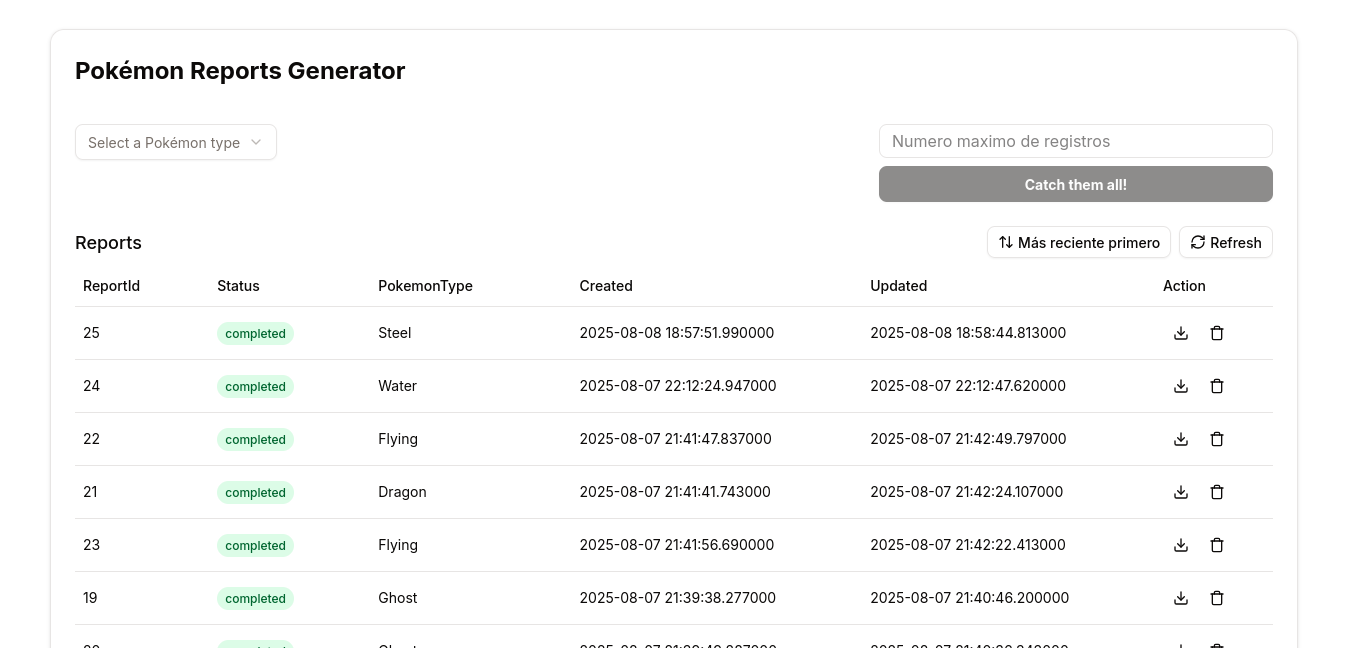 Pokémon Reports Generator
Select a Pokémon type
Numero maximo de registros
Catch them all!
Reports
Más reciente primero
Refresh
ReportId Status PokemonType Created Updated Action
25 completed Steel 2025-08-08 18:57:51.990000 2025-08-08 18:58:44.813000
24 completed Water 2025-08-07 22:12:24.947000 2025-08-07 22:12:47.620000
22 completed Flying 2025-08-07 21:41:47.837000 2025-08-07 21:42:49.797000
21 completed Dragon 2025-08-07 21:41:41.743000 2025-08-07 21:42:24.107000
23 completed Flying 2025-08-07 21:41:56.690000 2025-08-07 21:42:22.413000
19 completed Ghost 2025-08-07 21:39:38.277000 2025-08-07 21:40:46.200000